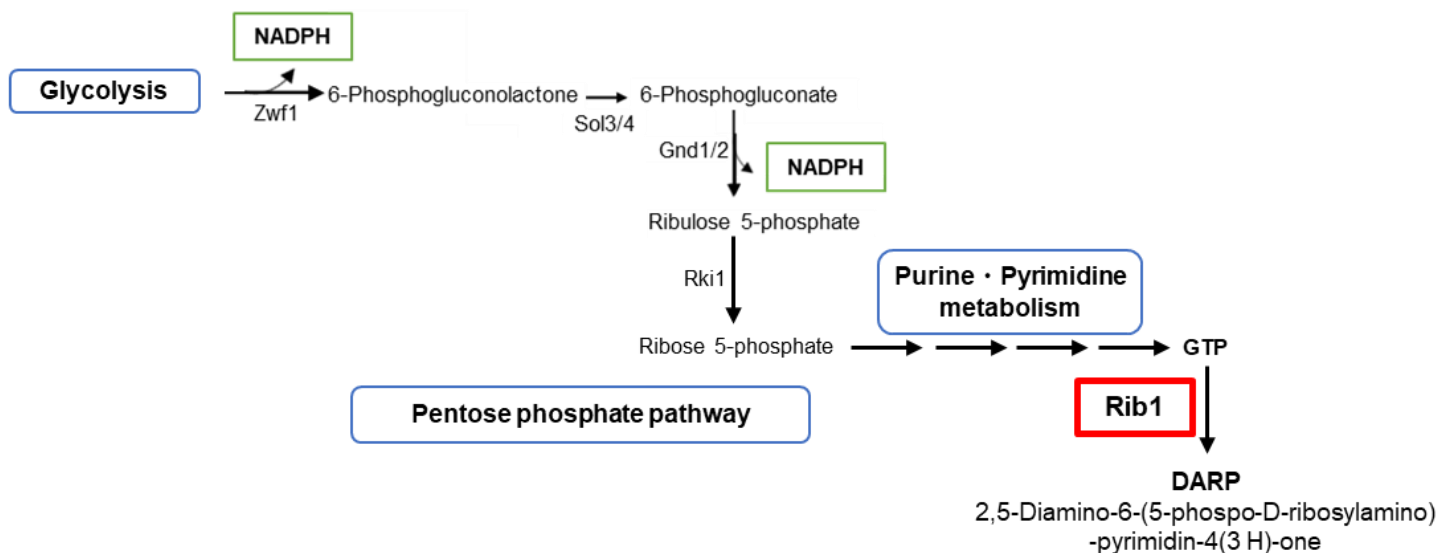 NADPH
Glycolysis
Zwf1
6-Phosphogluconolactone
Sol3/4
6-Phosphogluconate
Gnd1/2
NADPH
Ribulose 5-phosphate
Rki1
Purine・Pyrimidine
metabolism
Ribose 5-phosphate
GTP
Pentose phosphate pathway
Rib1
DARP
2,5-Diamino-6-(5-phospo-D-ribosylamino)
-pyrimidin-4(3 H)-one